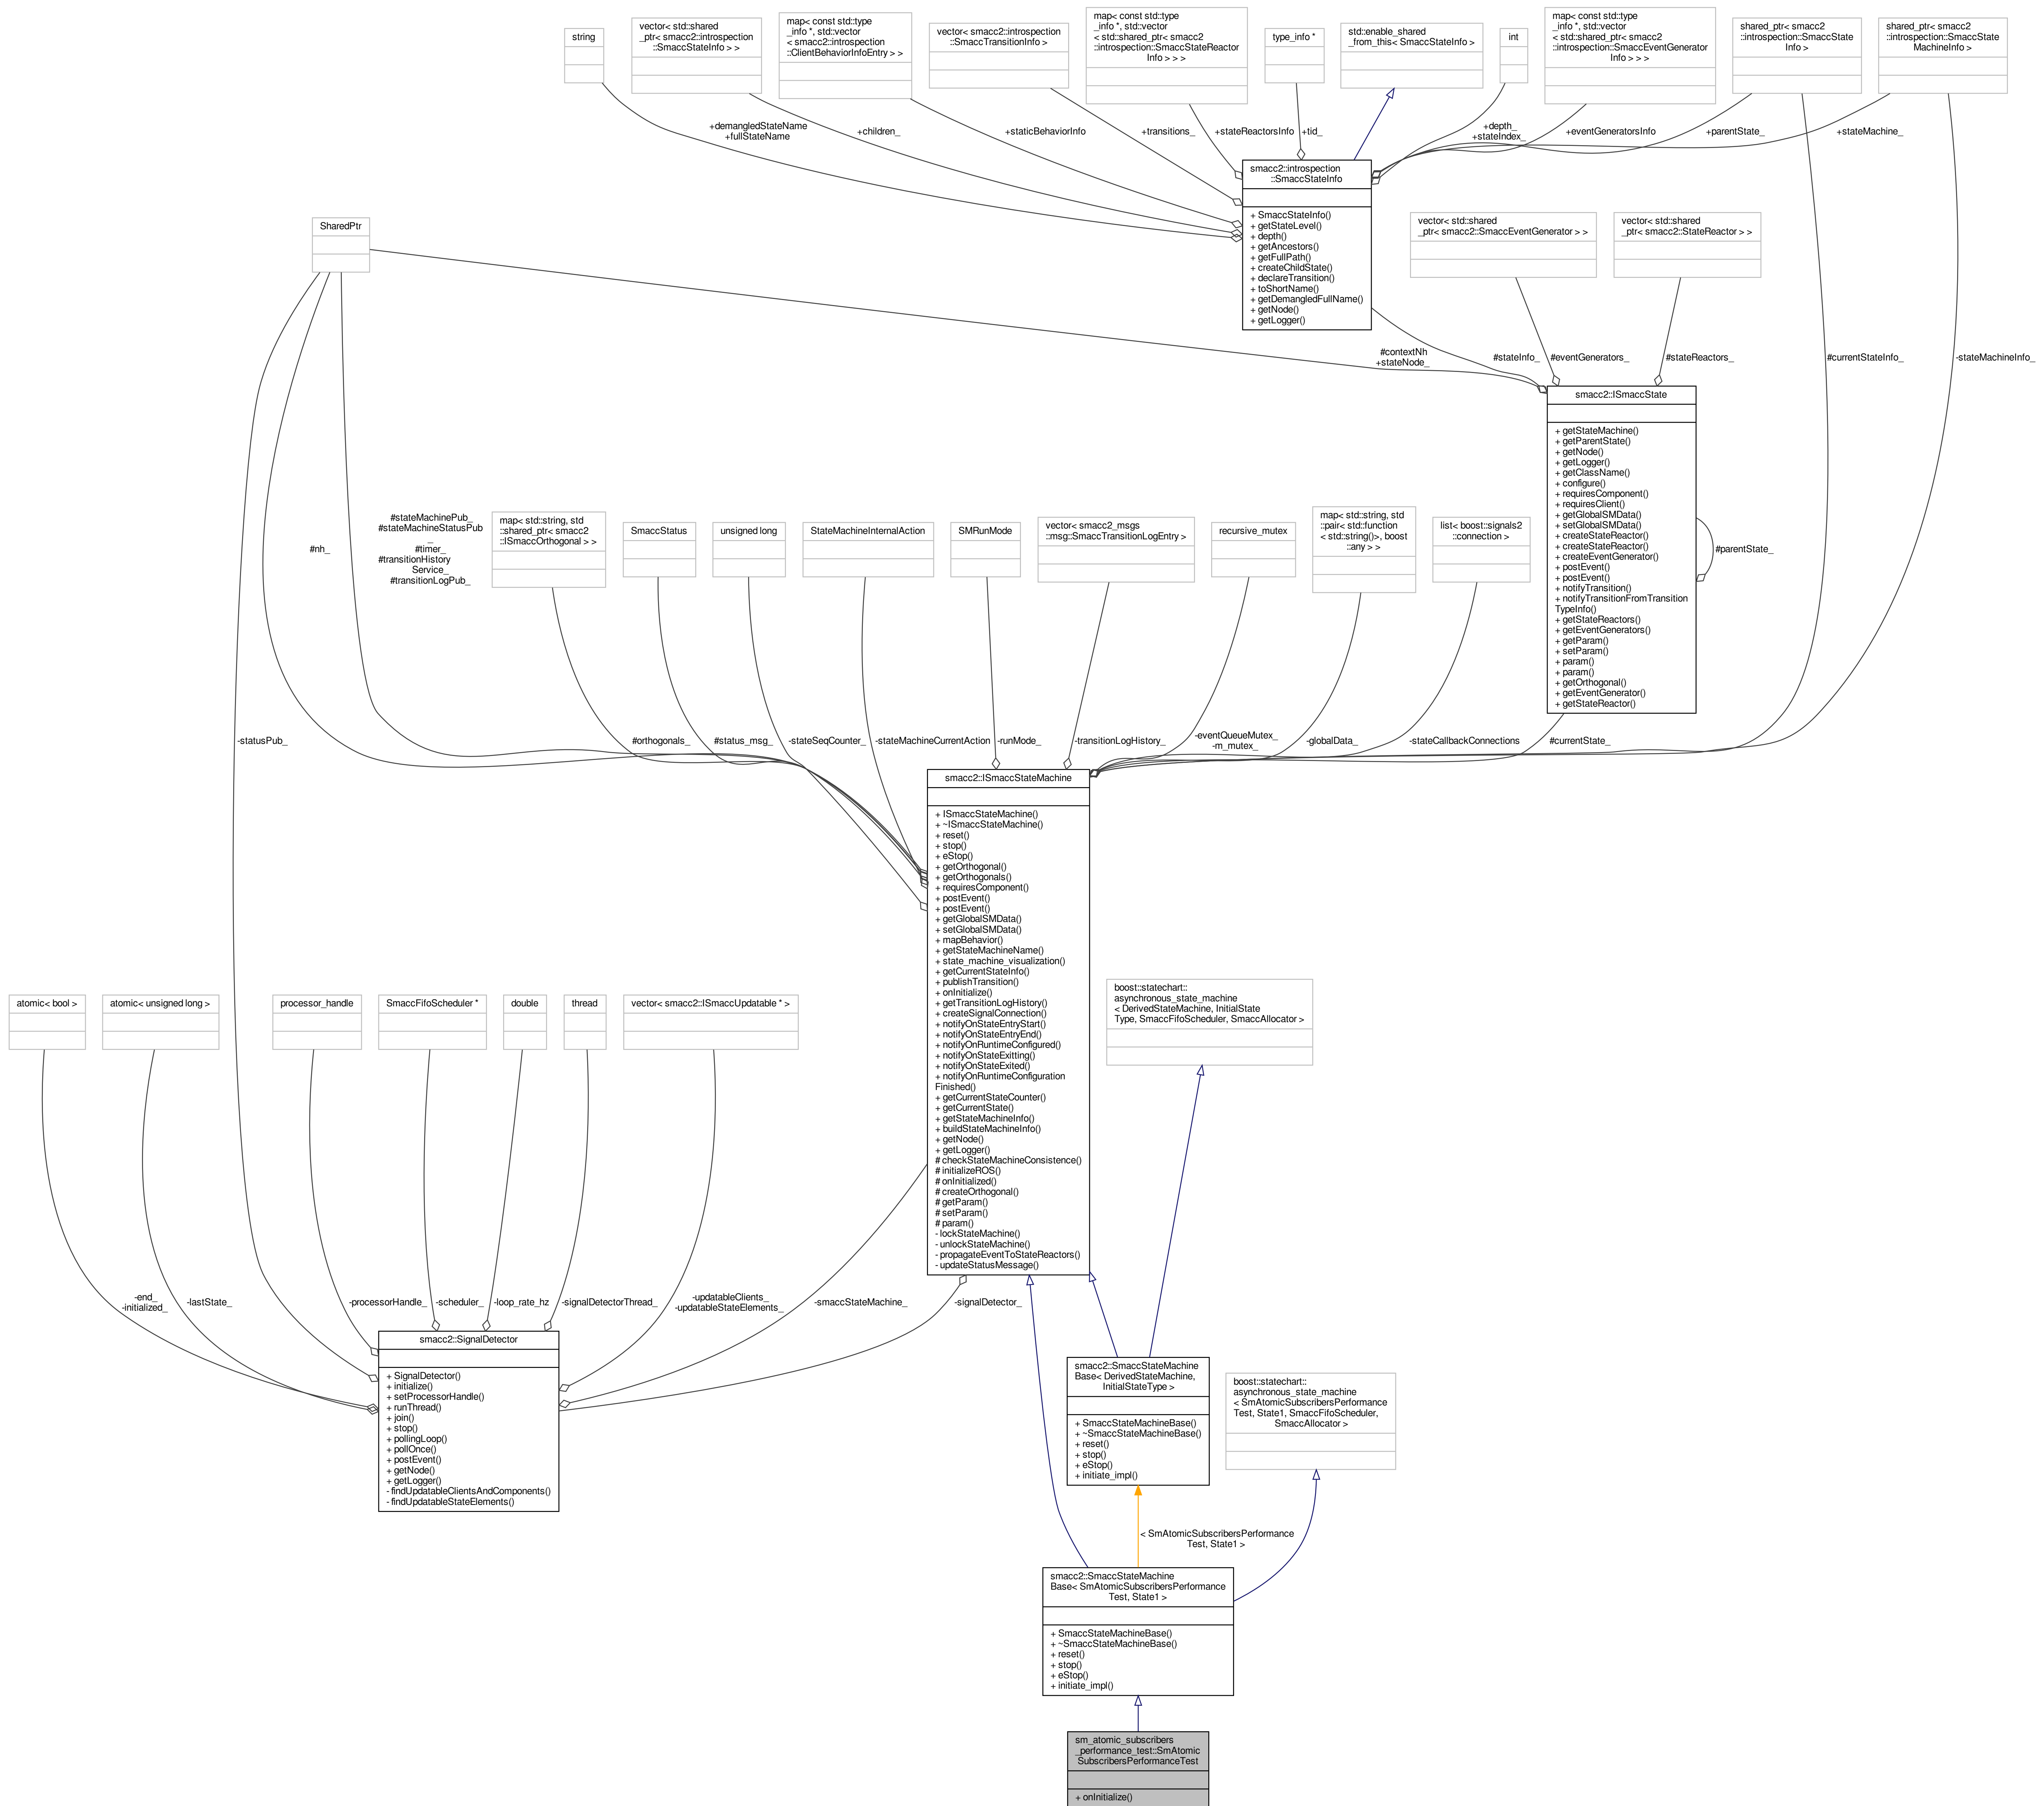 string
vector< std::shared
_ptr< smacc2::introspection
::SmaccStateInfo > >
map< const std::type
_info *, std::vector
< smacc2::introspection
::ClientBehaviorInfoEntry > >
vector< smacc2::introspection
::SmaccTransitionInfo >
map< const std::type
_info *, std::vector
< std::shared_ptr< smacc2
::introspection::SmaccStateReactor
Info > > >
type_info *
std::enable_shared
_from_this< SmaccStateInfo >
int
map< const std::type
_info *, std::vector
< std::shared_ptr< smacc2
::introspection::SmaccEventGenerator
Info > > >
shared_ptr< smacc2
::introspection::SmaccState
Info >
shared_ptr< smacc2
::introspection::SmaccState
MachineInfo >
+demangledStateName
+fullStateName
+children_
+staticBehaviorInfo
+transitions_
+stateReactorsInfo
+tid_
+depth_
+stateIndex_
+eventGeneratorsInfo
+parentState_
+stateMachine_
smacc2::introspection
::SmaccStateInfo
+ SmaccStateInfo()
+ getStateLevel()
+ depth()
+ getAncestors()
+ getFullPath()
+ createChildState()
+ declareTransition()
+ toShortName()
+ getDemangledFullName()
+ getNode()
+ getLogger()
SharedPtr
vector< std::shared
_ptr< smacc2::SmaccEventGenerator > >
vector< std::shared
_ptr< smacc2::StateReactor > >
#contextNh
+stateNode_
#stateInfo_
#eventGenerators_
#stateReactors_
#currentStateInfo_
-stateMachineInfo_
smacc2::ISmaccState
+ getStateMachine()
+ getParentState()
+ getNode()
+ getLogger()
+ getClassName()
+ configure()
+ requiresComponent()
+ requiresClient()
+ getGlobalSMData()
+ setGlobalSMData()
+ createStateReactor()
+ createStateReactor()
+ createEventGenerator()
+ postEvent()
+ postEvent()
+ notifyTransition()
+ notifyTransitionFromTransition
TypeInfo()
+ getStateReactors()
+ getEventGenerators()
+ getParam()
+ setParam()
+ param()
+ param()
+ getOrthogonal()
+ getEventGenerator()
+ getStateReactor()
#parentState_
#nh_
#stateMachinePub_
#stateMachineStatusPub
_
#timer_
#transitionHistory
Service_
#transitionLogPub_
map< std::string, std
::shared_ptr< smacc2
::ISmaccOrthogonal > >
SmaccStatus
unsigned long
StateMachineInternalAction
SMRunMode
vector< smacc2_msgs
::msg::SmaccTransitionLogEntry >
recursive_mutex
map< std::string, std
::pair< std::function
< std::string()>, boost
::any > >
list< boost::signals2
::connection >
-statusPub_
#orthogonals_
#status_msg_
-stateSeqCounter_
-stateMachineCurrentAction
-runMode_
-transitionLogHistory_
-eventQueueMutex_
-m_mutex_
-globalData_
-stateCallbackConnections
#currentState_
smacc2::ISmaccStateMachine
+ ISmaccStateMachine()
+ ~ISmaccStateMachine()
+ reset()
+ stop()
+ eStop()
+ getOrthogonal()
+ getOrthogonals()
+ requiresComponent()
+ postEvent()
+ postEvent()
+ getGlobalSMData()
+ setGlobalSMData()
+ mapBehavior()
+ getStateMachineName()
+ state_machine_visualization()
+ getCurrentStateInfo()
+ publishTransition()
+ onInitialize()
+ getTransitionLogHistory()
+ createSignalConnection()
+ notifyOnStateEntryStart()
+ notifyOnStateEntryEnd()
+ notifyOnRuntimeConfigured()
+ notifyOnStateExitting()
+ notifyOnStateExited()
+ notifyOnRuntimeConfiguration
Finished()
+ getCurrentStateCounter()
+ getCurrentState()
+ getStateMachineInfo()
+ buildStateMachineInfo()
+ getNode()
+ getLogger()
# checkStateMachineConsistence()
# initializeROS()
# onInitialized()
# createOrthogonal()
# getParam()
# setParam()
# param()
- lockStateMachine()
- unlockStateMachine()
- propagateEventToStateReactors()
- updateStatusMessage()
atomic< bool >
atomic< unsigned long >
processor_handle
SmaccFifoScheduler *
double
thread
vector< smacc2::ISmaccUpdatable * >
boost::statechart::
asynchronous_state_machine
< DerivedStateMachine, InitialState
Type, SmaccFifoScheduler, SmaccAllocator >
-end_
-initialized_
-lastState_
-processorHandle_
-scheduler_
-loop_rate_hz
-signalDetectorThread_
-updatableClients_
-updatableStateElements_
-smaccStateMachine_
-signalDetector_
smacc2::SignalDetector
+ SignalDetector()
+ initialize()
+ setProcessorHandle()
+ runThread()
+ join()
+ stop()
+ pollingLoop()
+ pollOnce()
+ postEvent()
+ getNode()
+ getLogger()
- findUpdatableClientsAndComponents()
- findUpdatableStateElements()
smacc2::SmaccStateMachine
Base< DerivedStateMachine,
InitialStateType >
+ SmaccStateMachineBase()
+ ~SmaccStateMachineBase()
+ reset()
+ stop()
+ eStop()
+ initiate_impl()
boost::statechart::
asynchronous_state_machine
< SmAtomicSubscribersPerformance
Test, State1, SmaccFifoScheduler,
SmaccAllocator >
< SmAtomicSubscribersPerformance
Test, State1 >
smacc2::SmaccStateMachine
Base< SmAtomicSubscribersPerformance
Test, State1 >
+ SmaccStateMachineBase()
+ ~SmaccStateMachineBase()
+ reset()
+ stop()
+ eStop()
+ initiate_impl()
sm_atomic_subscribers
_performance_test::SmAtomic
SubscribersPerformanceTest
+ onInitialize()